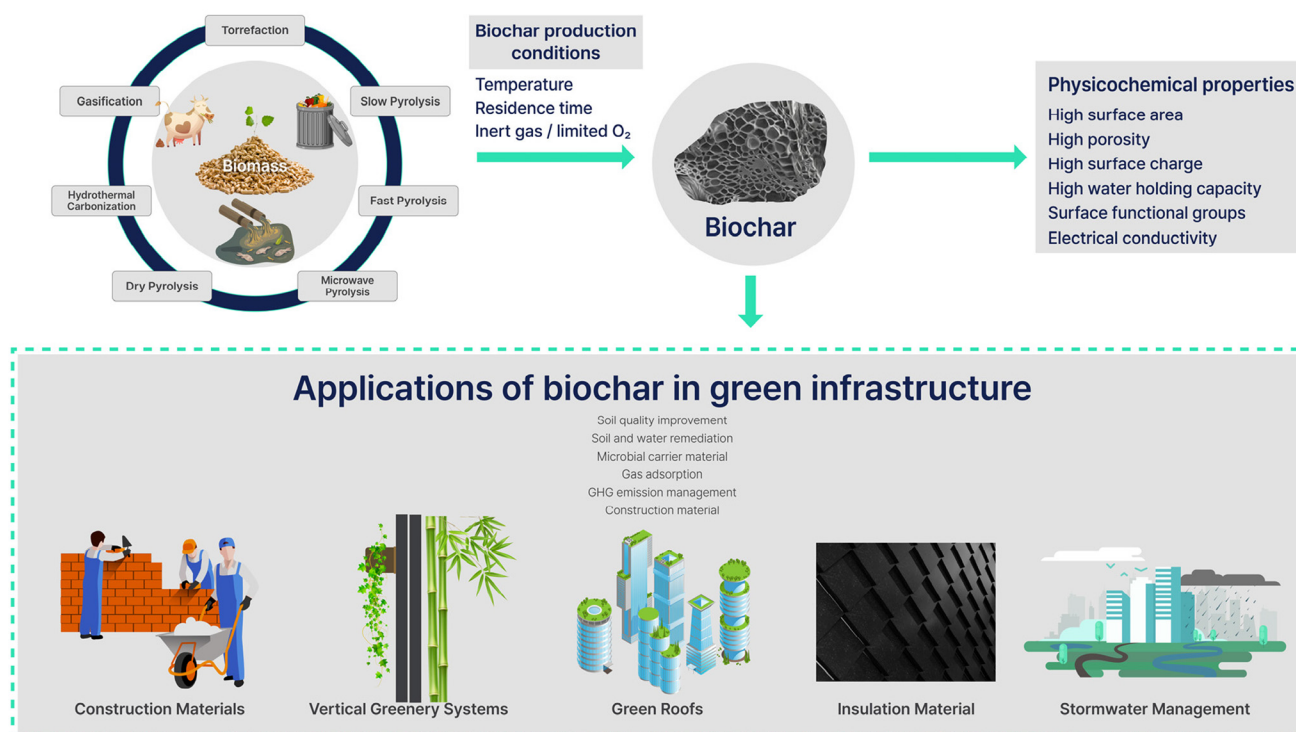 Torrefaction
Gasification
Slow Pyrolysis
Biomass
Hydrothermal
Carbonization
Fast Pyrolysis
Dry Pyrolysis
Microwave
Pyrolysis
Biochar production
conditions
Temperature
Residence time
Inert gas / limited O₂
Biochar
Physicochemical properties
High surface area
High porosity
High surface charge
High water holding capacity
Surface functional groups
Electrical conductivity
Applications of biochar in green infrastructure
Soil quality improvement
Soil and water remediation
Microbial carrier material
Gas adsorption
GHG emission management
Construction material
Construction Materials
Vertical Greenery Systems
Green Roofs
Insulation Material
Stormwater Management